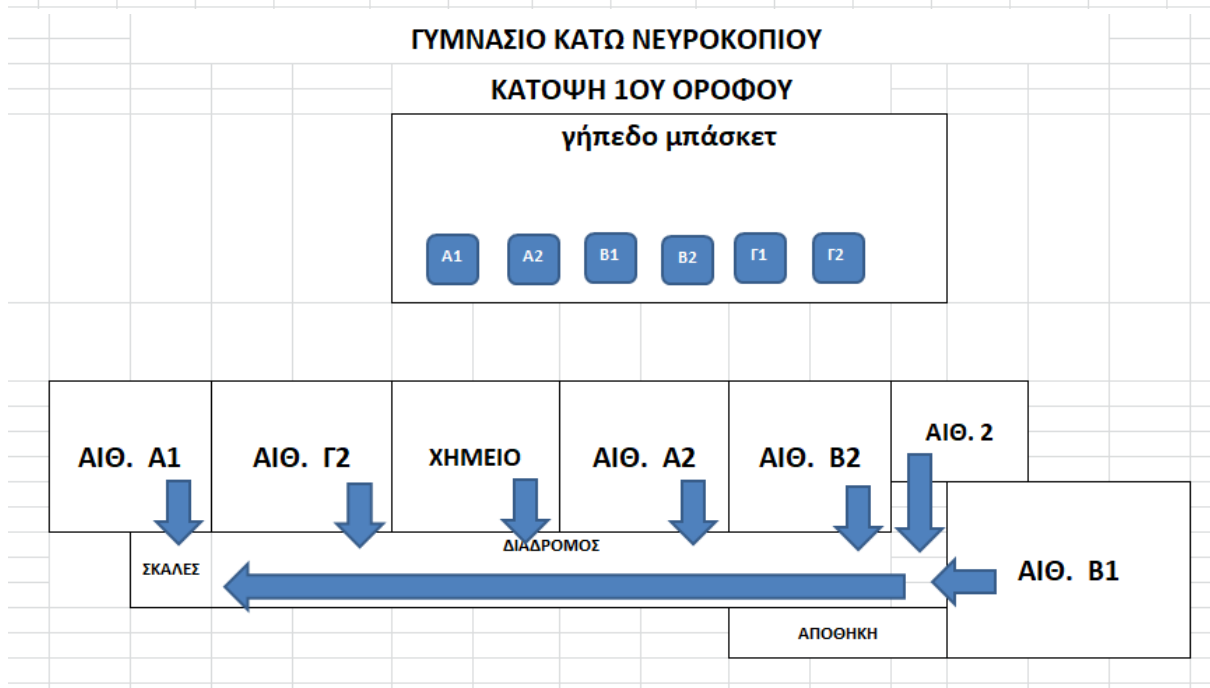 ΓΥΜΝΑΣΙΟ ΚΑΤΩ ΝΕΥΡΟΚΟΠΙΟΥ
ΚΑΤΟΨΗ 1ΟΥ ΟΡΟΦΟΥ
γήπεδο μπάσκετ
Α1 Α2 Β1 Β2 Γ1 Γ2
ΑΙΘ. 2
ΑΙΘ. Α1 ΑΙΘ. Γ2 ΧΗΜΕΙΟ ΑΙΘ. Α2 ΑΙΘ. Β2
ΔΙΑΔΡΟΜΟΣ
ΣΚΑΛΕΣ ΑΙΘ. Β1
ΑΠΟΘΗΚΗ